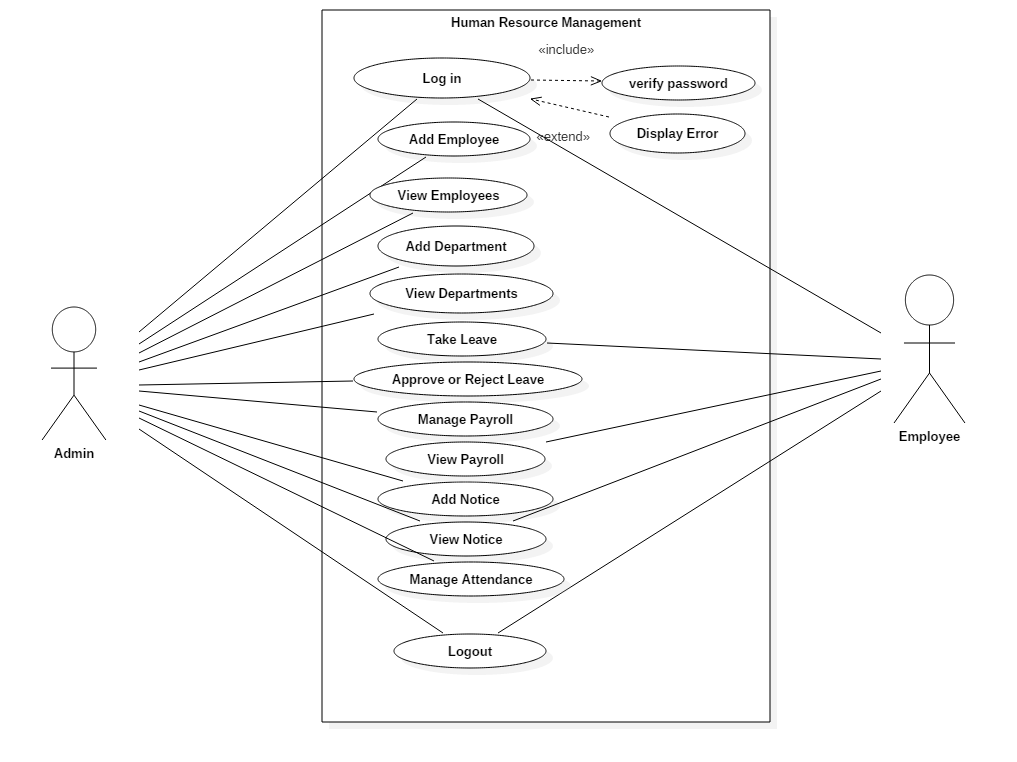 Human Resource Management
«include»
Log in
verify password
Display Error
«extend»
Add Employee
View Employees
Add Department
View Departments
Take Leave
Approve or Reject Leave
Manage Payroll
View Payroll
Add Notice
View Notice
Manage Attendance
Logout
Admin
Employee